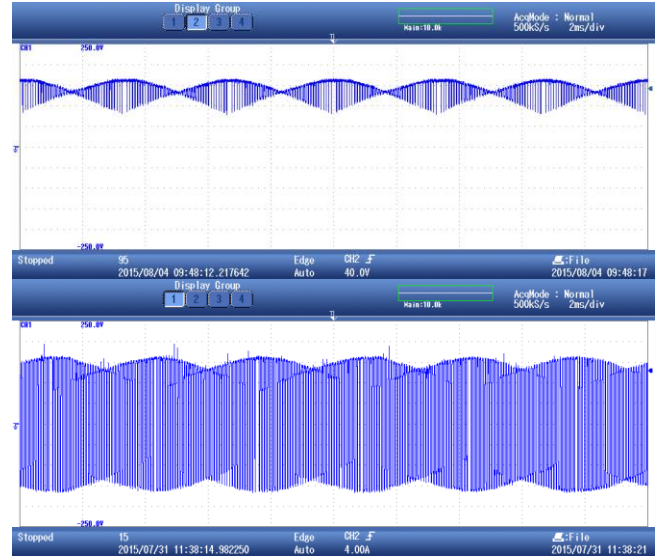 Display Group
1 2 3 4
Main:10.0k
AcqMode : Normal
500kS/s 2ms/div
CH1 250.0V
-250.0V
Stopped 95 Edge CH2 Auto 40.0V :File
2015/08/04 09:48:12.217642 2015/08/04 09:48:17
Display Group
1 2 3 4
Main:10.0k
AcqMode : Normal
500kS/s 2ms/div
CH1 250.0V
-250.0V
Stopped 15 Edge CH2 Auto 4.00A :File
2015/07/31 11:38:14.982250 2015/07/31 11:38:21